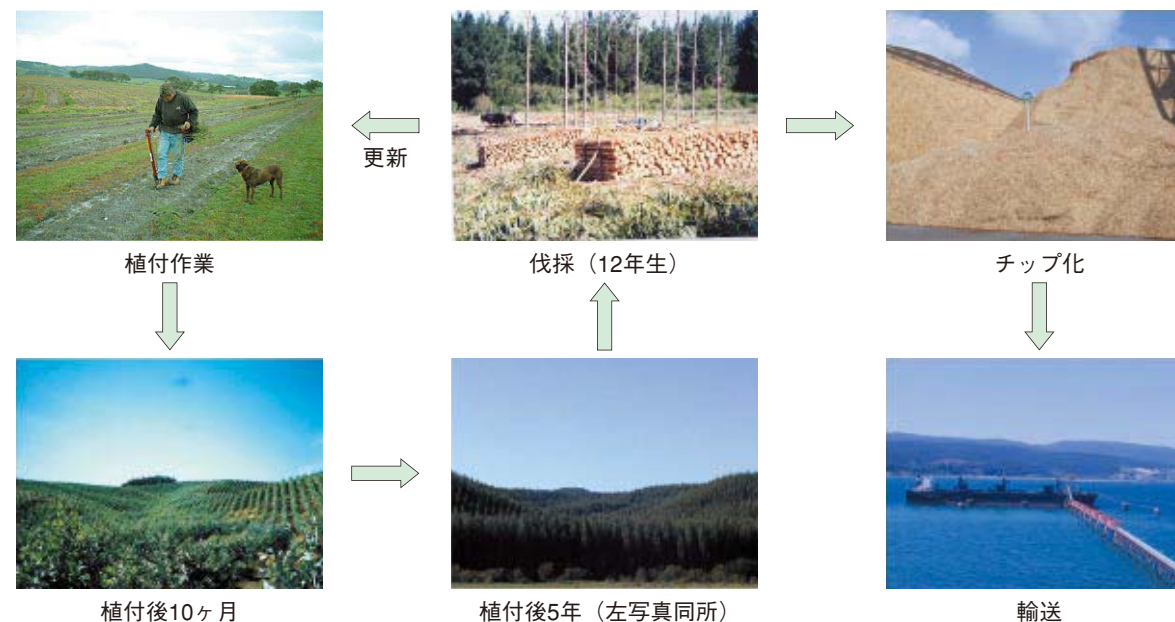 更新
植付作業
伐採（12年生）
チップ化
植付後10ヶ月
植付後5年（左写真同所）
輸送